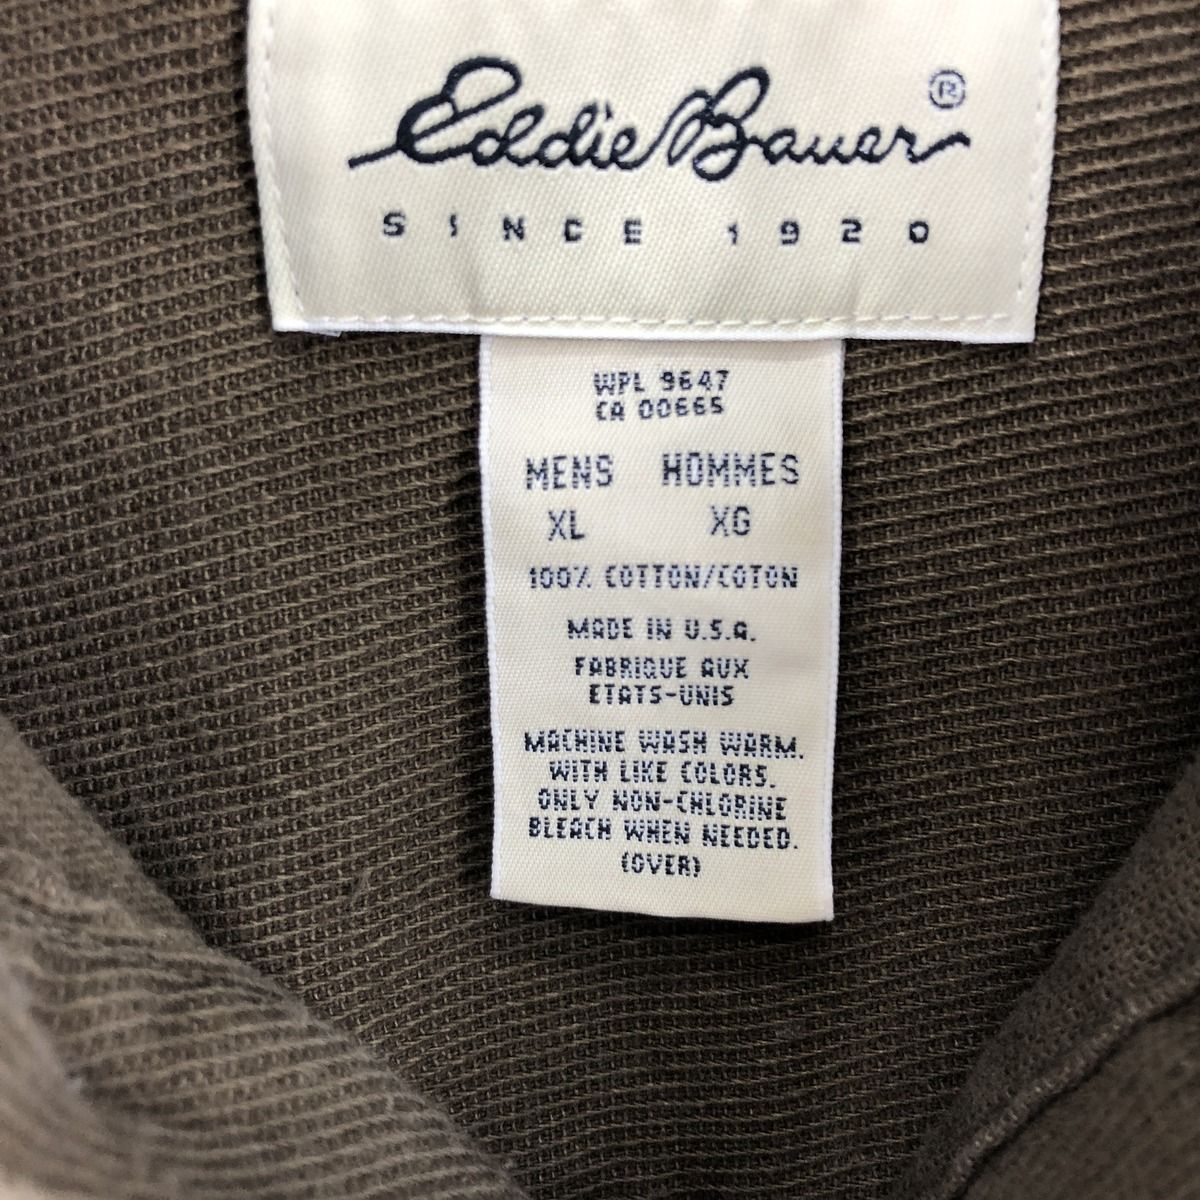 Eddie Bauer ®
SINCE 1920
WPL 9647
CA 00665
MENS HOMMES
XL XG
100% COTTON/COTON
MADE IN U.S.A.
FABRIQUE AUX
ETATS-UNIS
MACHINE WASH WARM.
WITH LIKE COLORS.
ONLY NON-CHLORINE
BLEACH WHEN NEEDED.
(OVER)